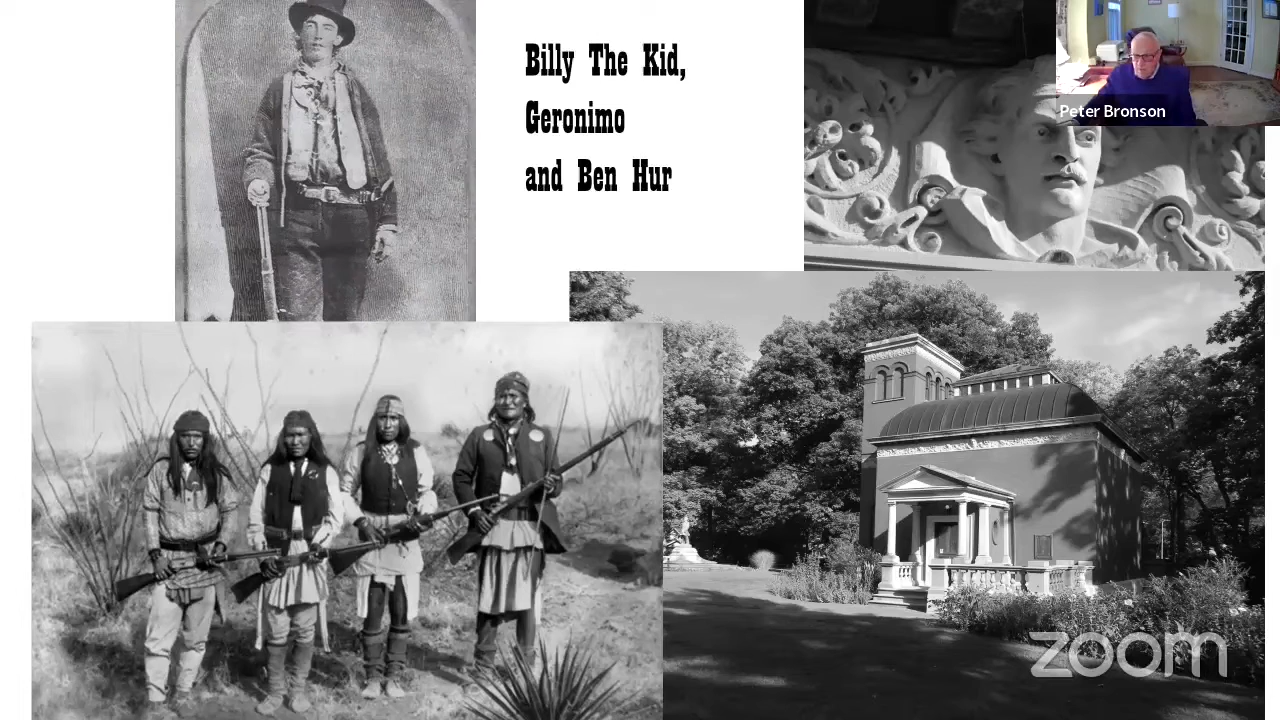 Billy The Kid,
Geronimo
and Ben Hur
Peter Bronson
zoom